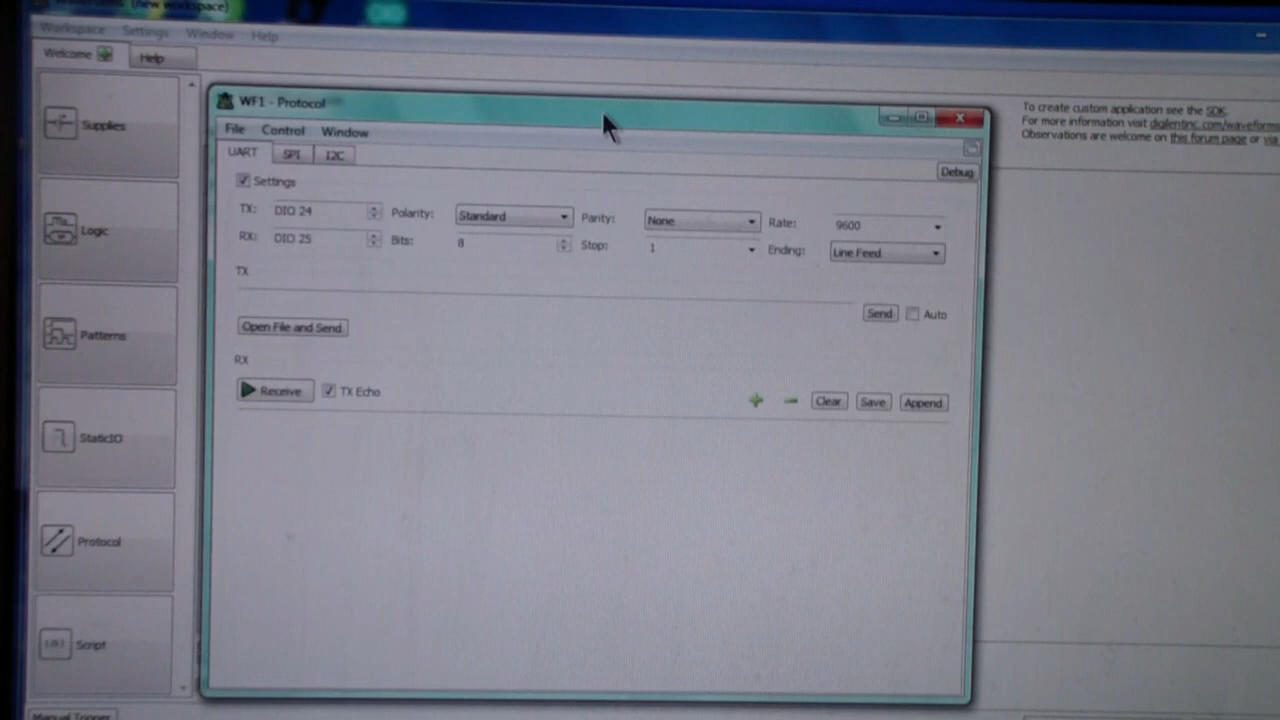 (new workspace)
Workspace Settings Window Help
Welcome Help
WF1 - Protocol
To create custom application see the SDK.
For more information visit digilentinc.com/waveforms
Observations are welcome on this forum page or via
File Control Window
UART SPI I2C
Debug
Settings
TX: DIO 24 Polarity: Standard Parity: None Rate: 9600
RX: DIO 25 Bits: 8 Stop: 1 Ending: Line Feed
TX
Send Auto
Open File and Send
RX
Receive TX Echo Clear Save Append
Supplies
Logic
Patterns
StaticIO
Protocol
Script
Manual Trigger